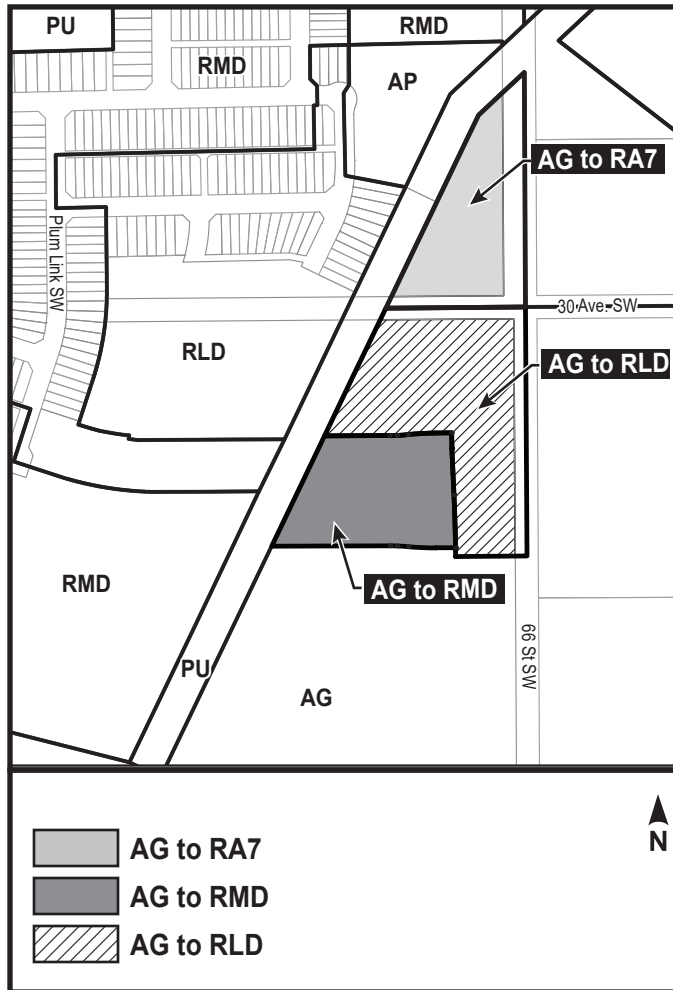 PU
RMD
RMD
AP
AG to RA7
Plum Link SW
30 Ave. SW
RLD
AG to RLD
RMD
AG to RMD
66 St SW
PU
AG
N
AG to RA7
AG to RMD
AG to RLD